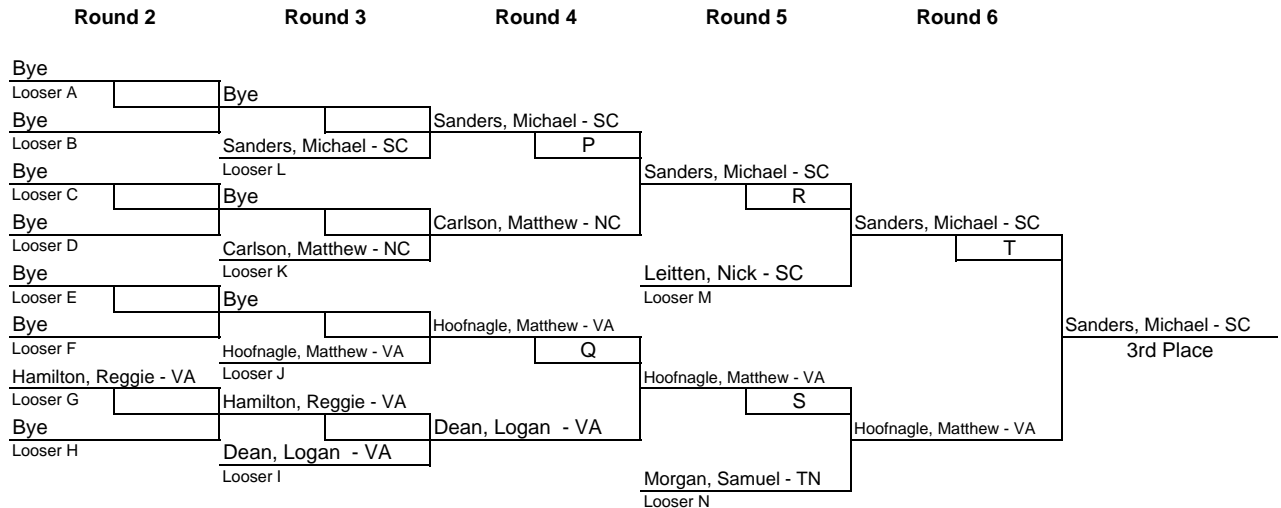 Round 2 Round 3 Round 4 Round 5 Round 6
Bye
Looser A
Bye
Bye
Looser B
Sanders, Michael - SC
Looser L
Sanders, Michael - SC
P
Bye
Looser C
Bye
Bye
Looser D
Carlson, Matthew - NC
Looser K
Carlson, Matthew - NC
Sanders, Michael - SC
R
Leitten, Nick - SC
Looser M
Sanders, Michael - SC
T
Bye
Looser E
Bye
Bye
Looser F
Hoofnagle, Matthew - VA
Looser J
Hoofnagle, Matthew - VA
Q
Hamilton, Reggie - VA
Looser G
Hamilton, Reggie - VA
Bye
Looser H
Dean, Logan - VA
Looser I
Dean, Logan - VA
Hoofnagle, Matthew - VA
S
Morgan, Samuel - TN
Looser N
Hoofnagle, Matthew - VA
Sanders, Michael - SC
3rd Place